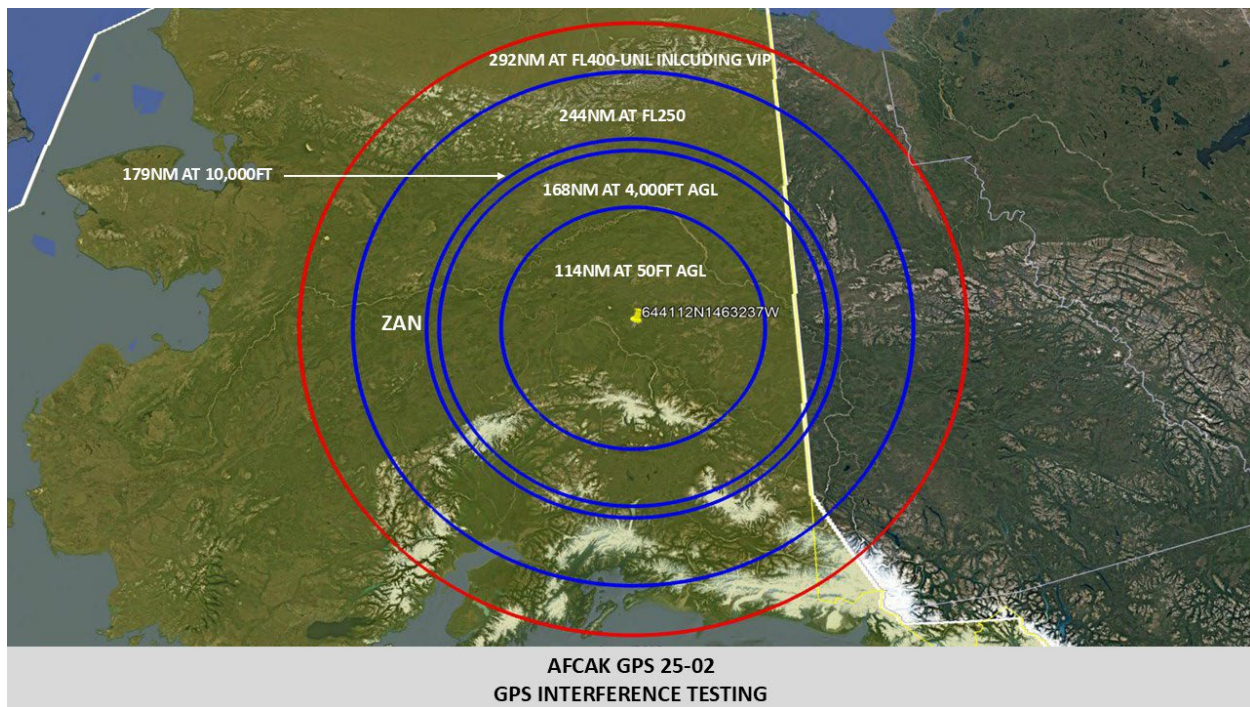 292NM AT FL400-UNL INLCUDING VIP
244NM AT FL250
179NM AT 10,000FT
168NM AT 4,000FT AGL
114NM AT 50FT AGL
644112N1463237W
ZAN
AFCAK GPS 25-02
GPS INTERFERENCE TESTING